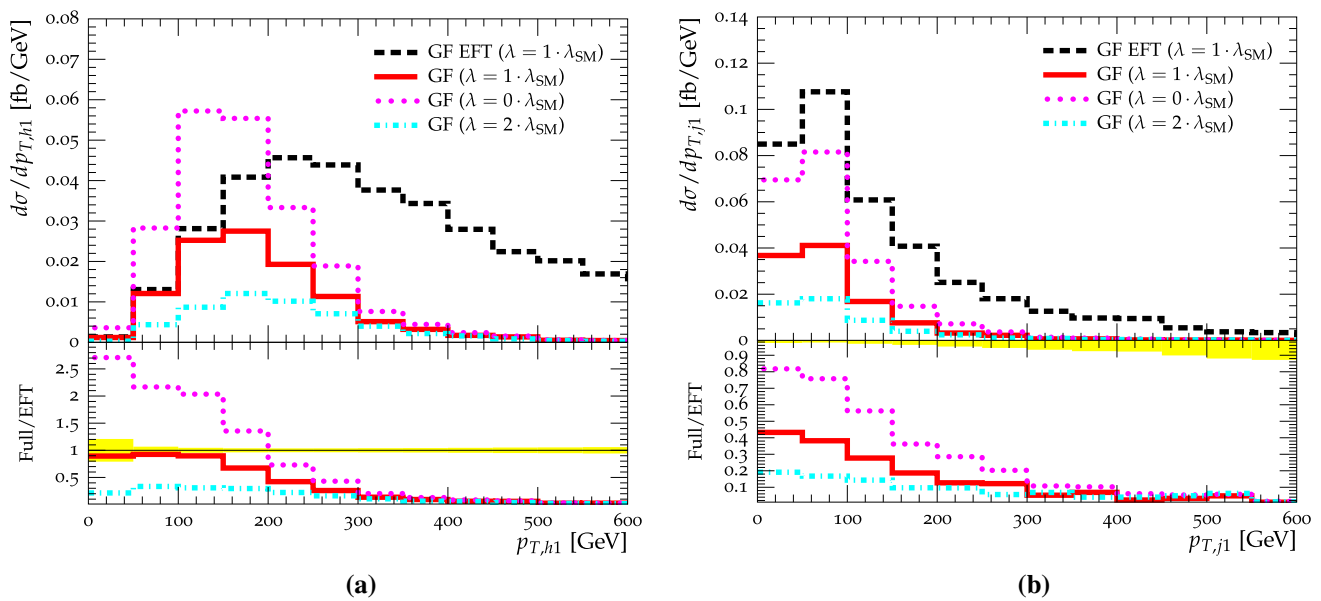 0.08
0.07
0.06
0.05
0.04
0.03
0.02
0.01
0
dσ/dp_{T,h1} [fb/GeV]
GF EFT (λ = 1 · λ_SM)
GF (λ = 1 · λ_SM)
GF (λ = 0 · λ_SM)
GF (λ = 2 · λ_SM)
2.5
2
1.5
1
0.5
Full/EFT
0 100 200 300 400 500 600
p_{T,h1} [GeV]
(a)
0.14
0.12
0.1
0.08
0.06
0.04
0.02
0
dσ/dp_{T,j1} [fb/GeV]
GF EFT (λ = 1 · λ_SM)
GF (λ = 1 · λ_SM)
GF (λ = 0 · λ_SM)
GF (λ = 2 · λ_SM)
0.9
0.8
0.7
0.6
0.5
0.4
0.3
0.2
0.1
Full/EFT
0 100 200 300 400 500 600
p_{T,j1} [GeV]
(b)